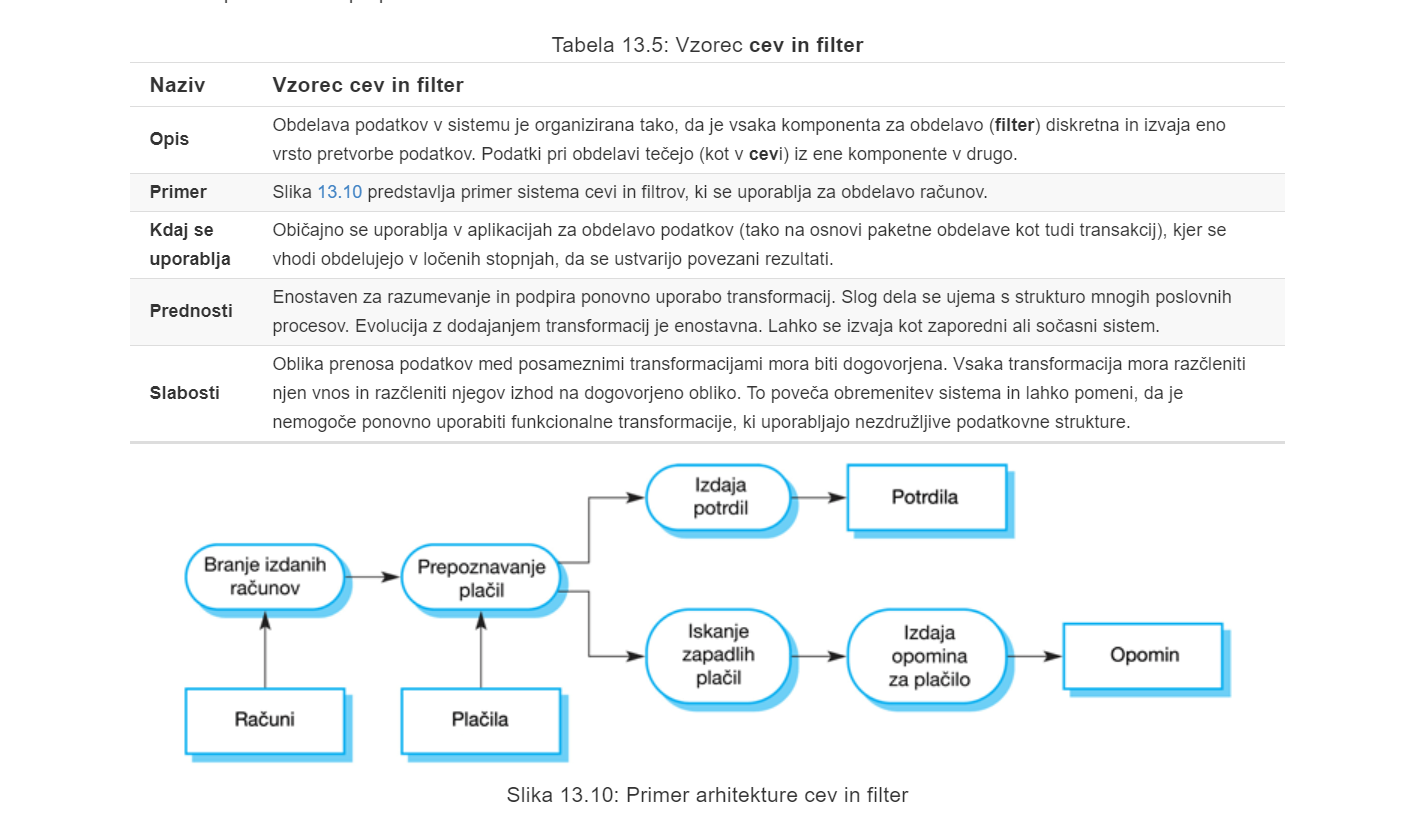 Tabela 13.5: Vzorec cev in filter
Naziv Vzorec cev in filter
Opis
Obdelava podatkov v sistemu je organizirana tako, da je vsaka komponenta za obdelavo (filter) diskretna in izvaja eno
vrsto pretvorbe podatkov. Podatki pri obdelavi tečejo (kot v cevi) iz ene komponente v drugo.
Primer Slika 13.10 predstavlja primer sistema cevi in filtrov, ki se uporablja za obdelavo računov.
Kdaj se
uporablja
Običajno se uporablja v aplikacijah za obdelavo podatkov (tako na osnovi paketne obdelave kot tudi transakcij), kjer se
vhodi obdelujejo v ločenih stopnjah, da se ustvarijo povezani rezultati.
Prednosti
Enostaven za razumevanje in podpira ponovno uporabo transformacij. Slog dela se ujema s strukturo mnogih poslovnih
procesov. Evolucija z dodajanjem transformacij je enostavna. Lahko se izvaja kot zaporedni ali sočasni sistem.
Slabosti
Oblika prenosa podatkov med posameznimi transformacijami mora biti dogovorjena. Vsaka transformacija mora razčleniti
njen vnos in razčleniti njegov izhod na dogovorjeno obliko. To poveča obremenitev sistema in lahko pomeni, da je
nemogoče ponovno uporabiti funkcionalne transformacije, ki uporabljajo nezdružljive podatkovne strukture.
Izdaja
potrdil
Potrdila
Branje izdanih
računov
Prepoznavanje
plačil
Iskanje
zapadlih
plačil
Izdaja
opomina
za plačilo
Opomin
Računi
Plačila
Slika 13.10: Primer arhitekture cev in filter